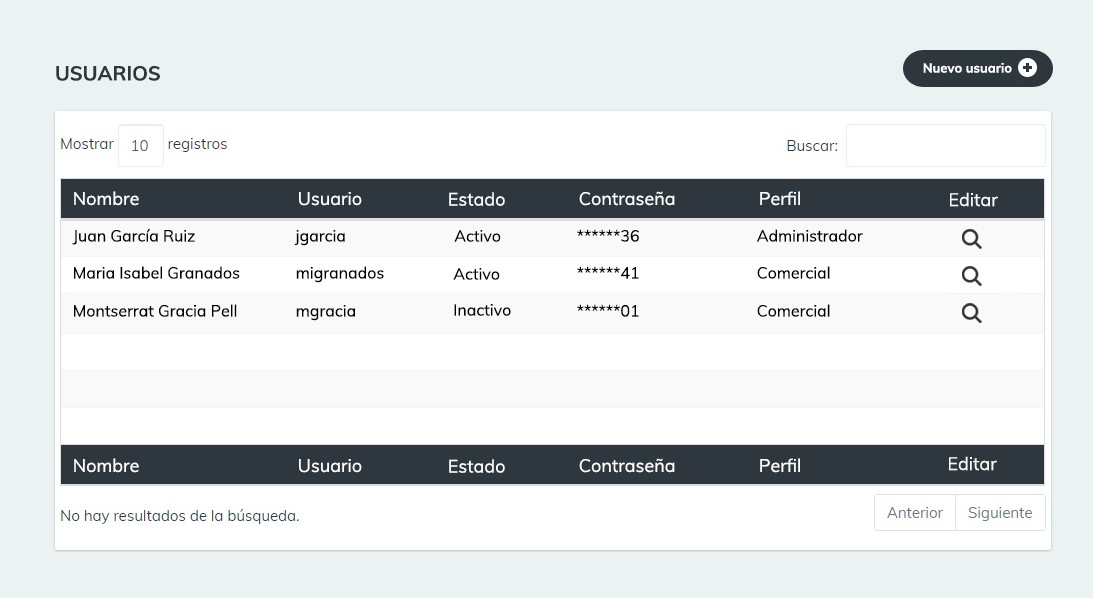 USUARIOS
Nuevo usuario
Mostrar 10 registros
Buscar:
Nombre Usuario Estado Contraseña Perfil Editar
Juan García Ruiz jgarcia Activo ******36 Administrador
Maria Isabel Granados migranados Activo ******41 Comercial
Montserrat Gracia Pell mgracia Inactivo ******01 Comercial
Nombre Usuario Estado Contraseña Perfil Editar
No hay resultados de la búsqueda.
Anterior Siguiente